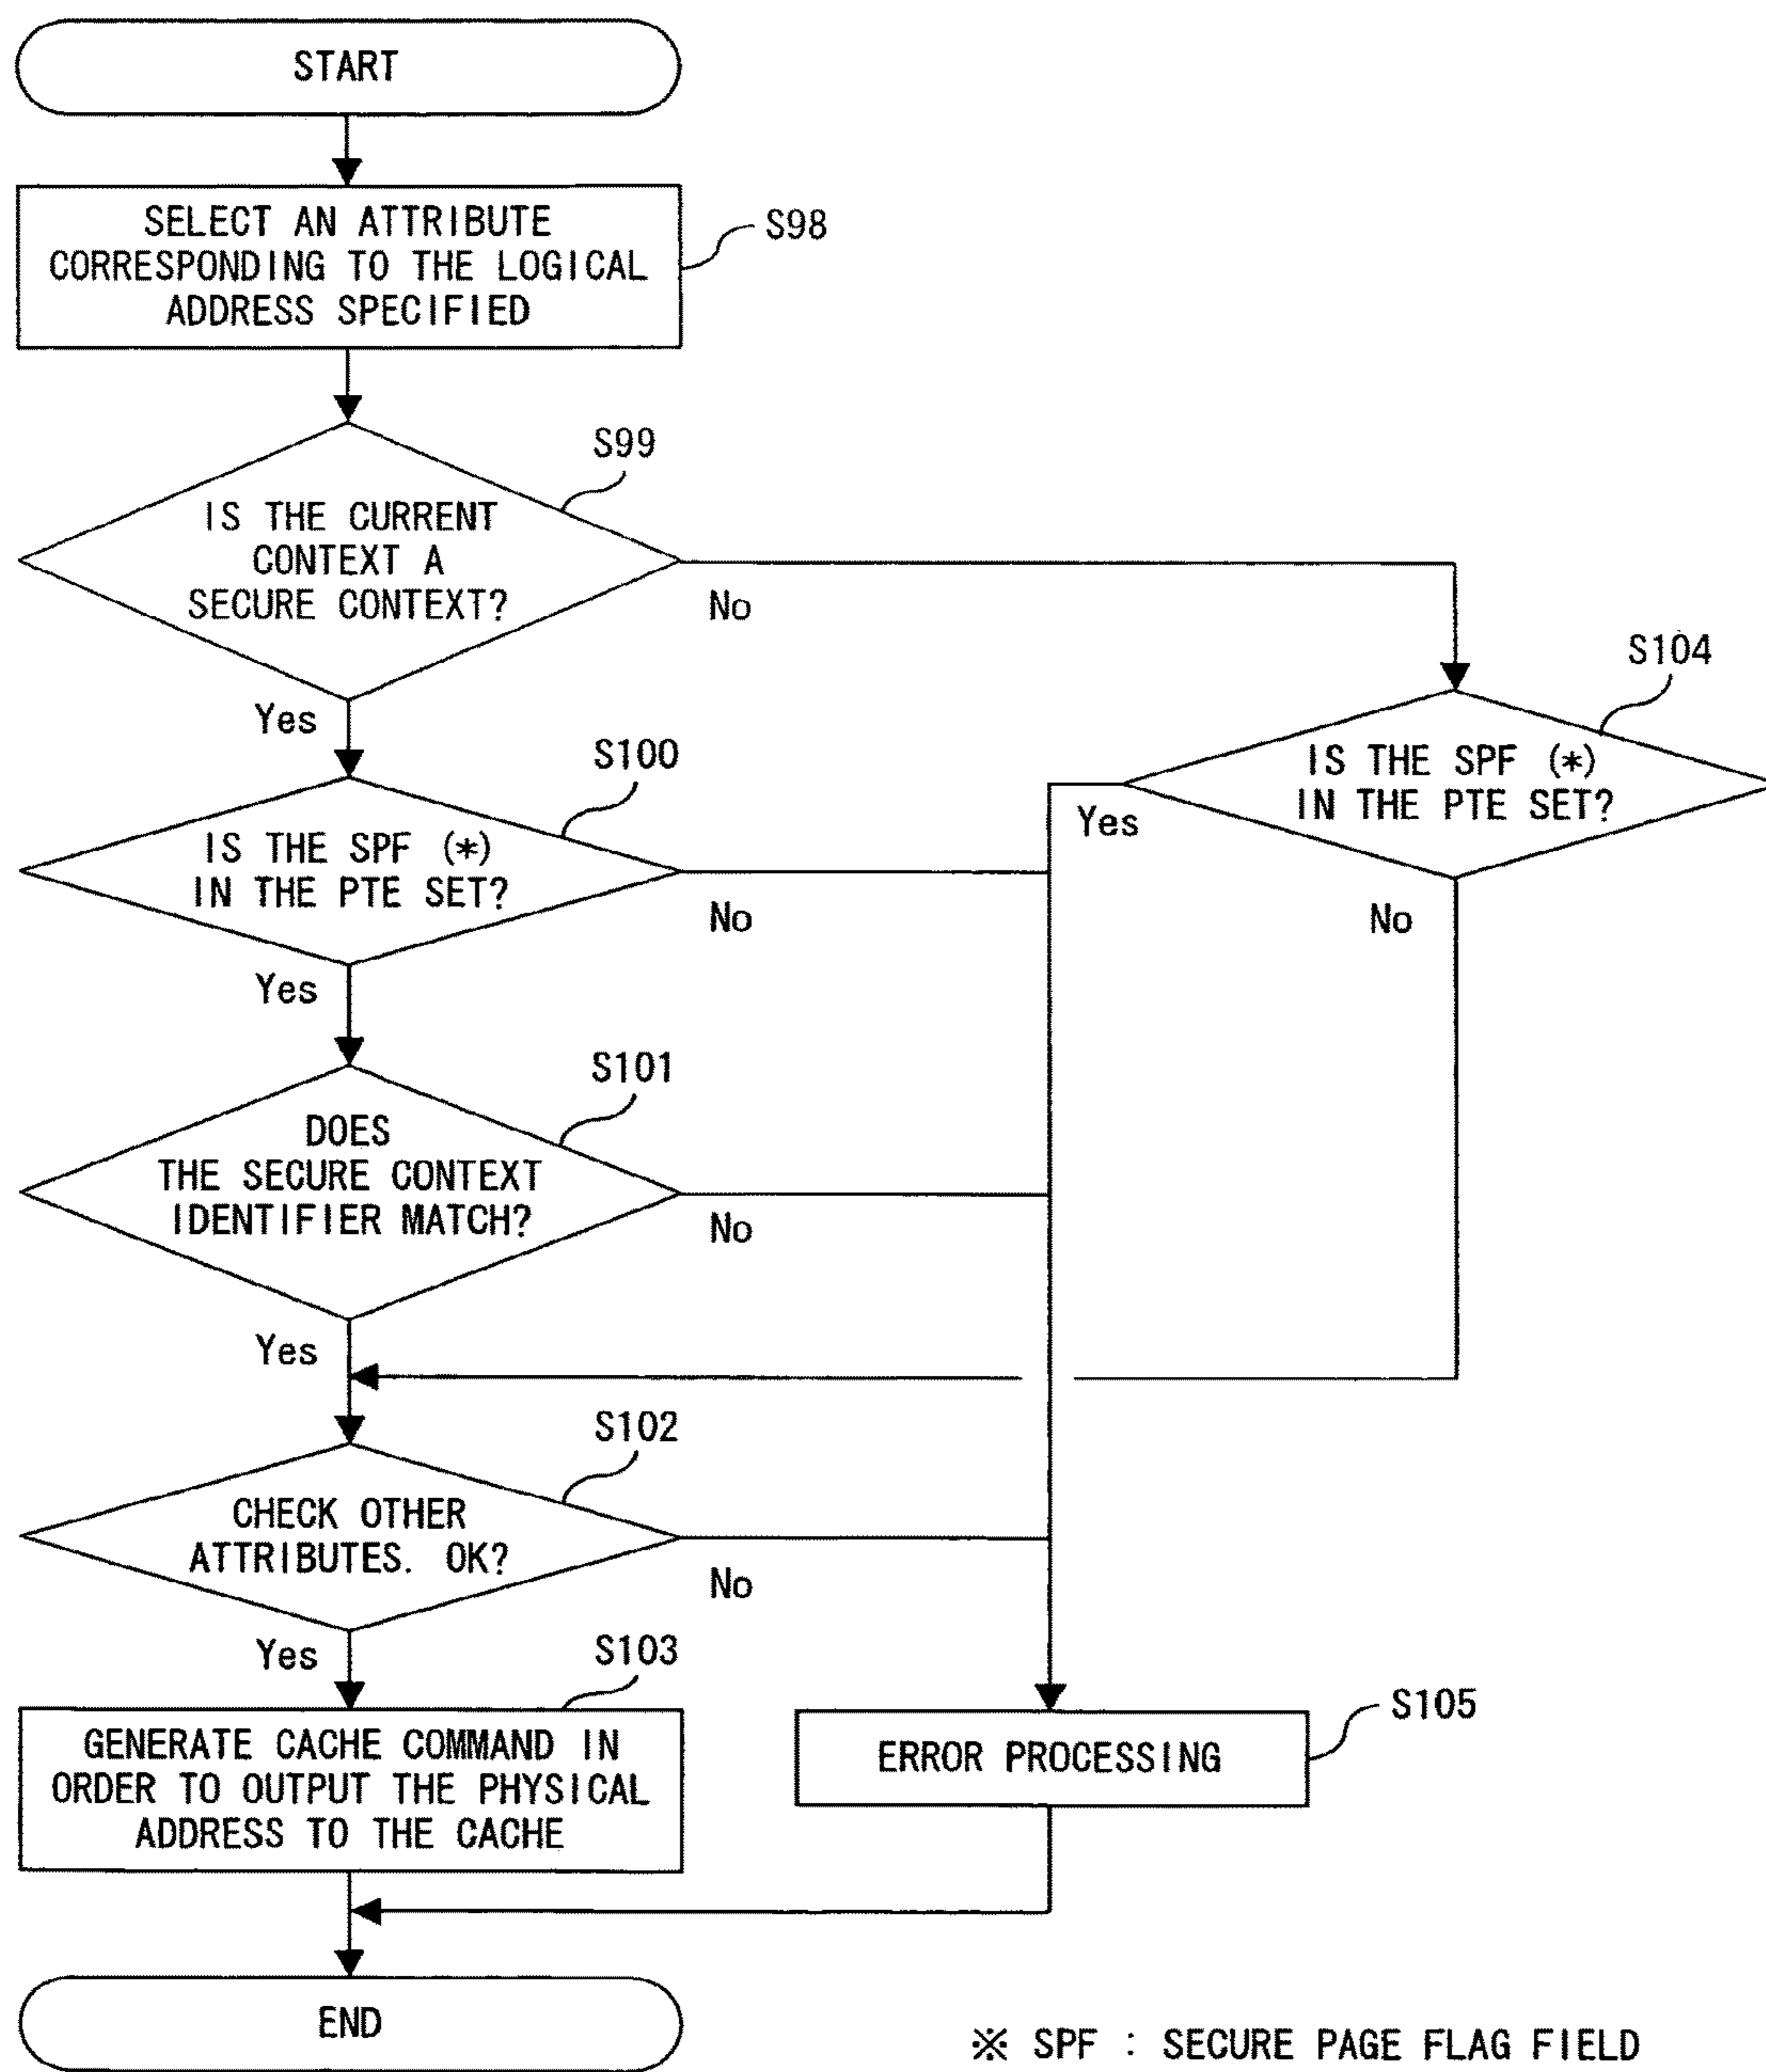 START
SELECT AN ATTRIBUTE
CORRESPONDING TO THE LOGICAL
ADDRESS SPECIFIED
S98
S99
IS THE CURRENT
CONTEXT A
SECURE CONTEXT?
No
Yes
S104
IS THE SPF (*)
IN THE PTE SET?
Yes
No
S100
IS THE SPF (*)
IN THE PTE SET?
No
Yes
S101
DOES
THE SECURE CONTEXT
IDENTIFIER MATCH?
No
Yes
S102
CHECK OTHER
ATTRIBUTES. OK?
No
Yes
S103
GENERATE CACHE COMMAND IN
ORDER TO OUTPUT THE PHYSICAL
ADDRESS TO THE CACHE
S105
ERROR PROCESSING
END
※ SPF : SECURE PAGE FLAG FIELD